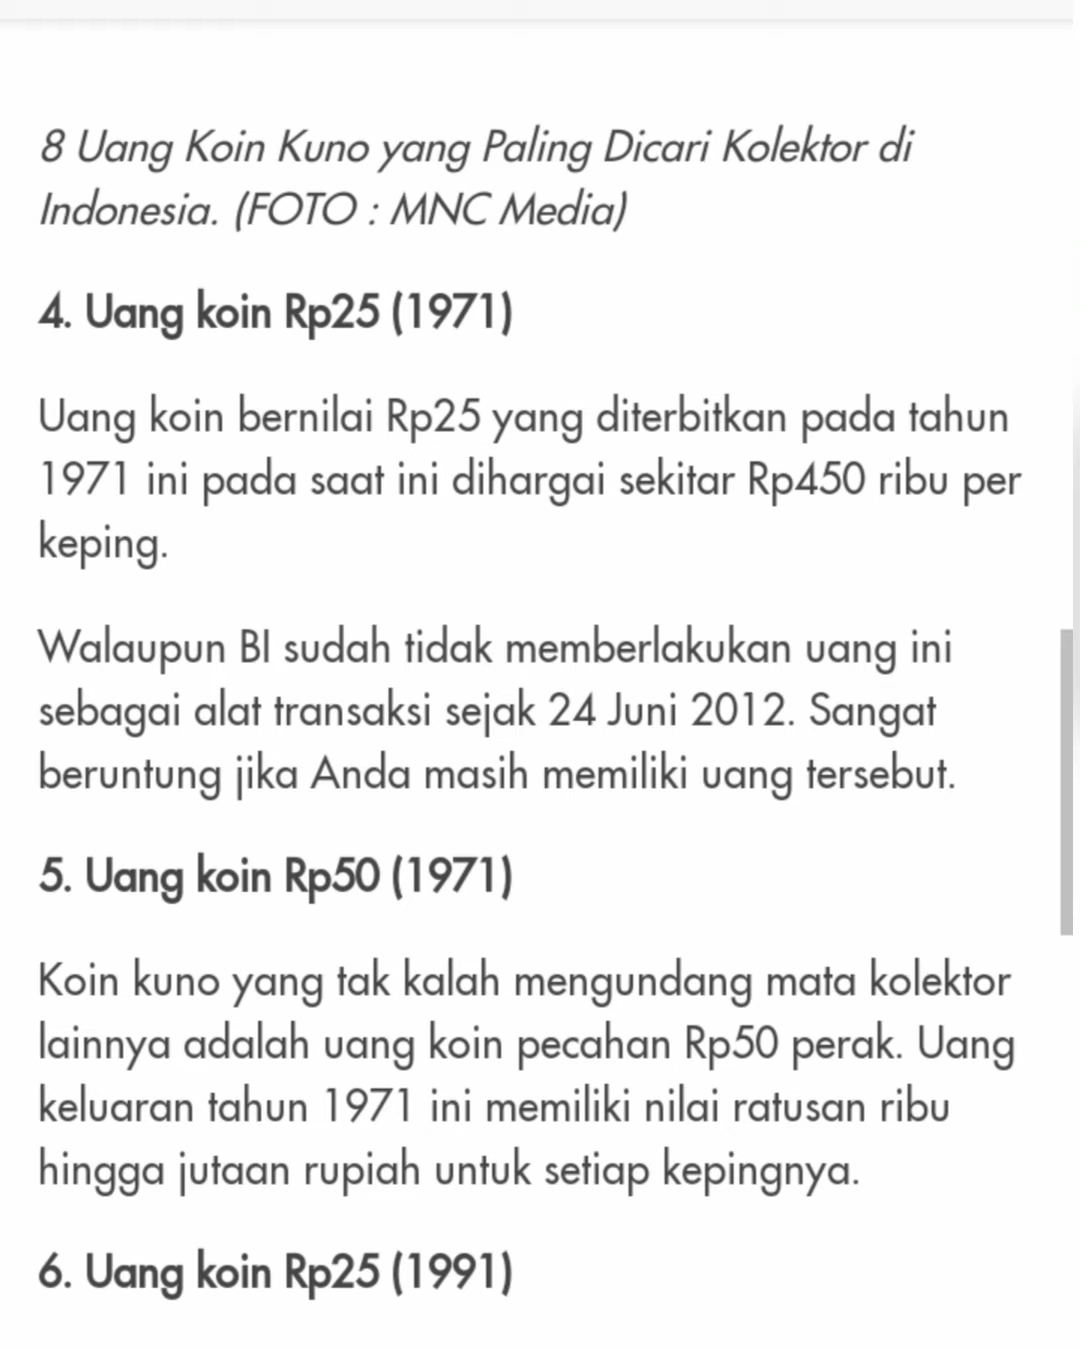 8 Uang Koin Kuno yang Paling Dicari Kolektor di
Indonesia. (FOTO : MNC Media)
4. Uang koin Rp25 (1971)
Uang koin bernilai Rp25 yang diterbitkan pada tahun
1971 ini pada saat ini dihargai sekitar Rp450 ribu per
keping.
Walaupun BI sudah tidak memberlakukan uang ini
sebagai alat transaksi sejak 24 Juni 2012. Sangat
beruntung jika Anda masih memiliki uang tersebut.
5. Uang koin Rp50 (1971)
Koin kuno yang tak kalah mengundang mata kolektor
lainnya adalah uang koin pecahan Rp50 perak. Uang
keluaran tahun 1971 ini memiliki nilai ratusan ribu
hingga jutaan rupiah untuk setiap kepingnya.
6. Uang koin Rp25 (1991)